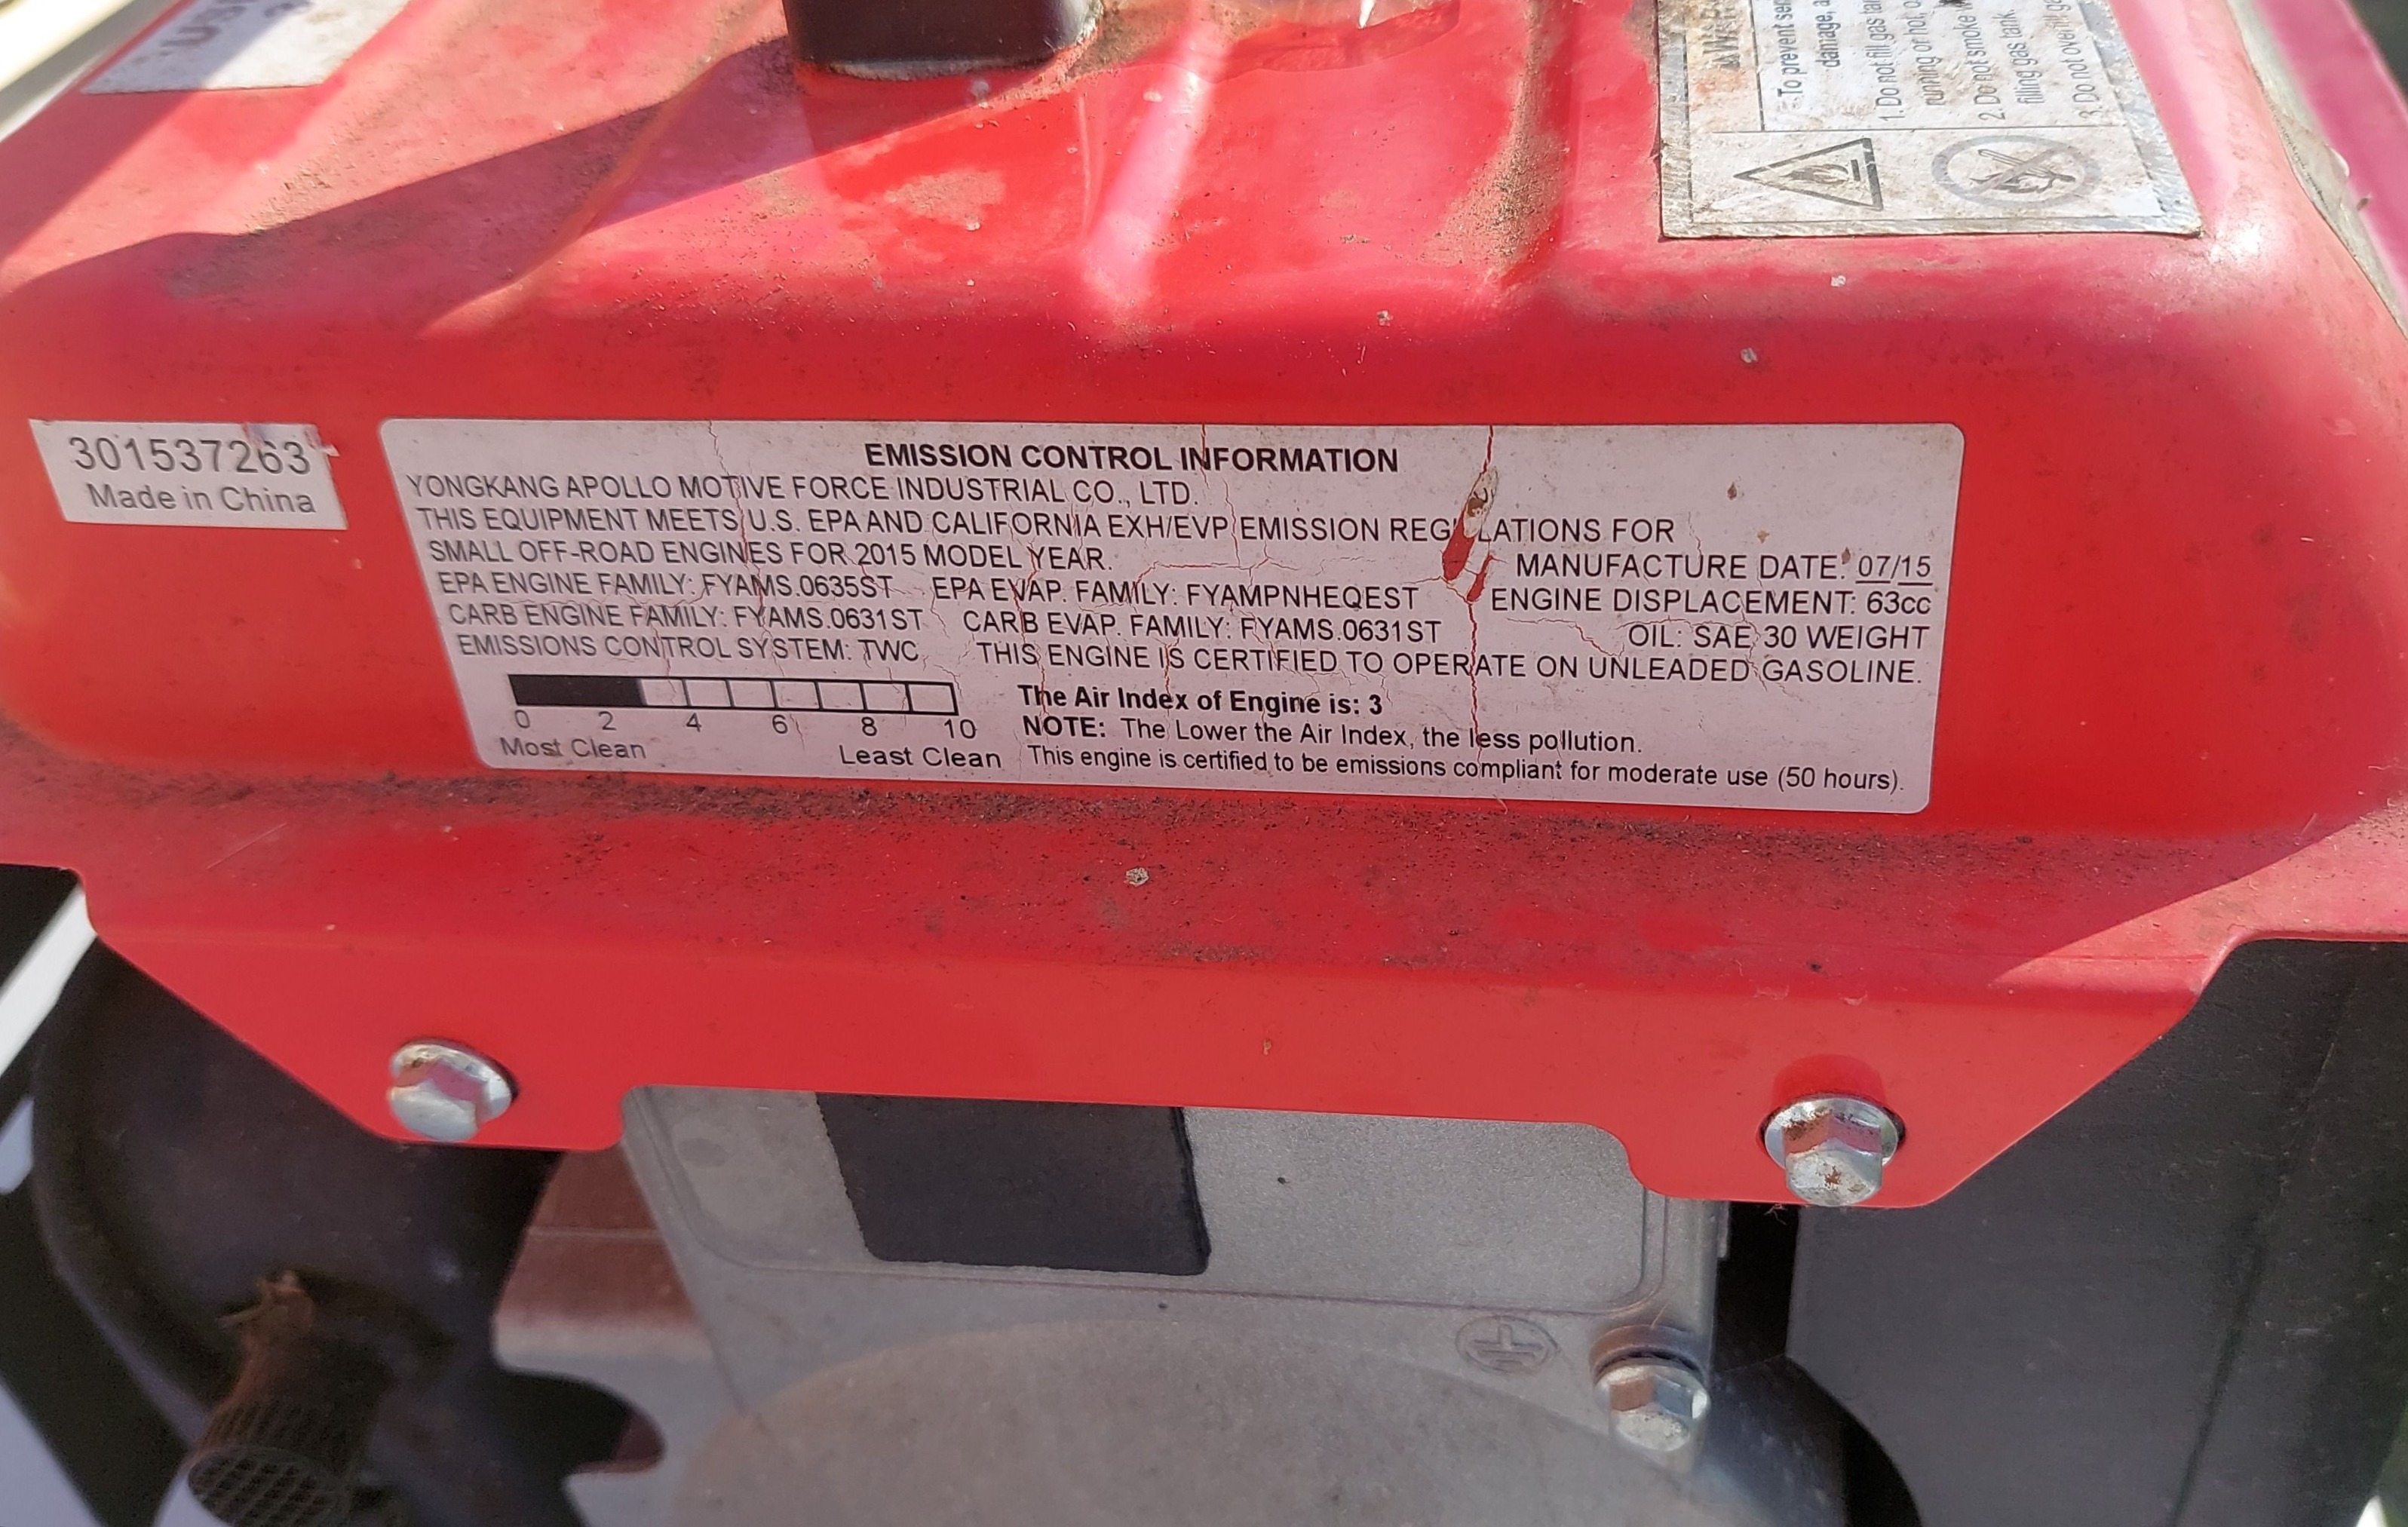 301537263
Made in China
EMISSION CONTROL INFORMATION
YONGKANG APOLLO MOTIVE FORCE INDUSTRIAL CO., LTD.
THIS EQUIPMENT MEETS U.S. EPA AND CALIFORNIA EXH/EVP EMISSION REGULATIONS FOR
SMALL OFF-ROAD ENGINES FOR 2015 MODEL YEAR.
MANUFACTURE DATE: 07/15
EPA ENGINE FAMILY: FYAMS.0635ST EPA EVAP. FAMILY: FYAMPNHEQEST ENGINE DISPLACEMENT: 63cc
CARB ENGINE FAMILY: FYAMS.0631ST CARB EVAP. FAMILY: FYAMS.0631ST OIL: SAE 30 WEIGHT
EMISSIONS CONTROL SYSTEM: TWC THIS ENGINE IS CERTIFIED TO OPERATE ON UNLEADED GASOLINE.
0 2 4 6 8 10
Most Clean Least Clean
The Air Index of Engine is: 3
NOTE: The Lower the Air Index, the less pollution.
This engine is certified to be emissions compliant for moderate use (50 hours).
To prevent
damage,
1. Do not fill gas
running or hot,
2. Do not smoke
filling gas tank.
3. Do not overfill